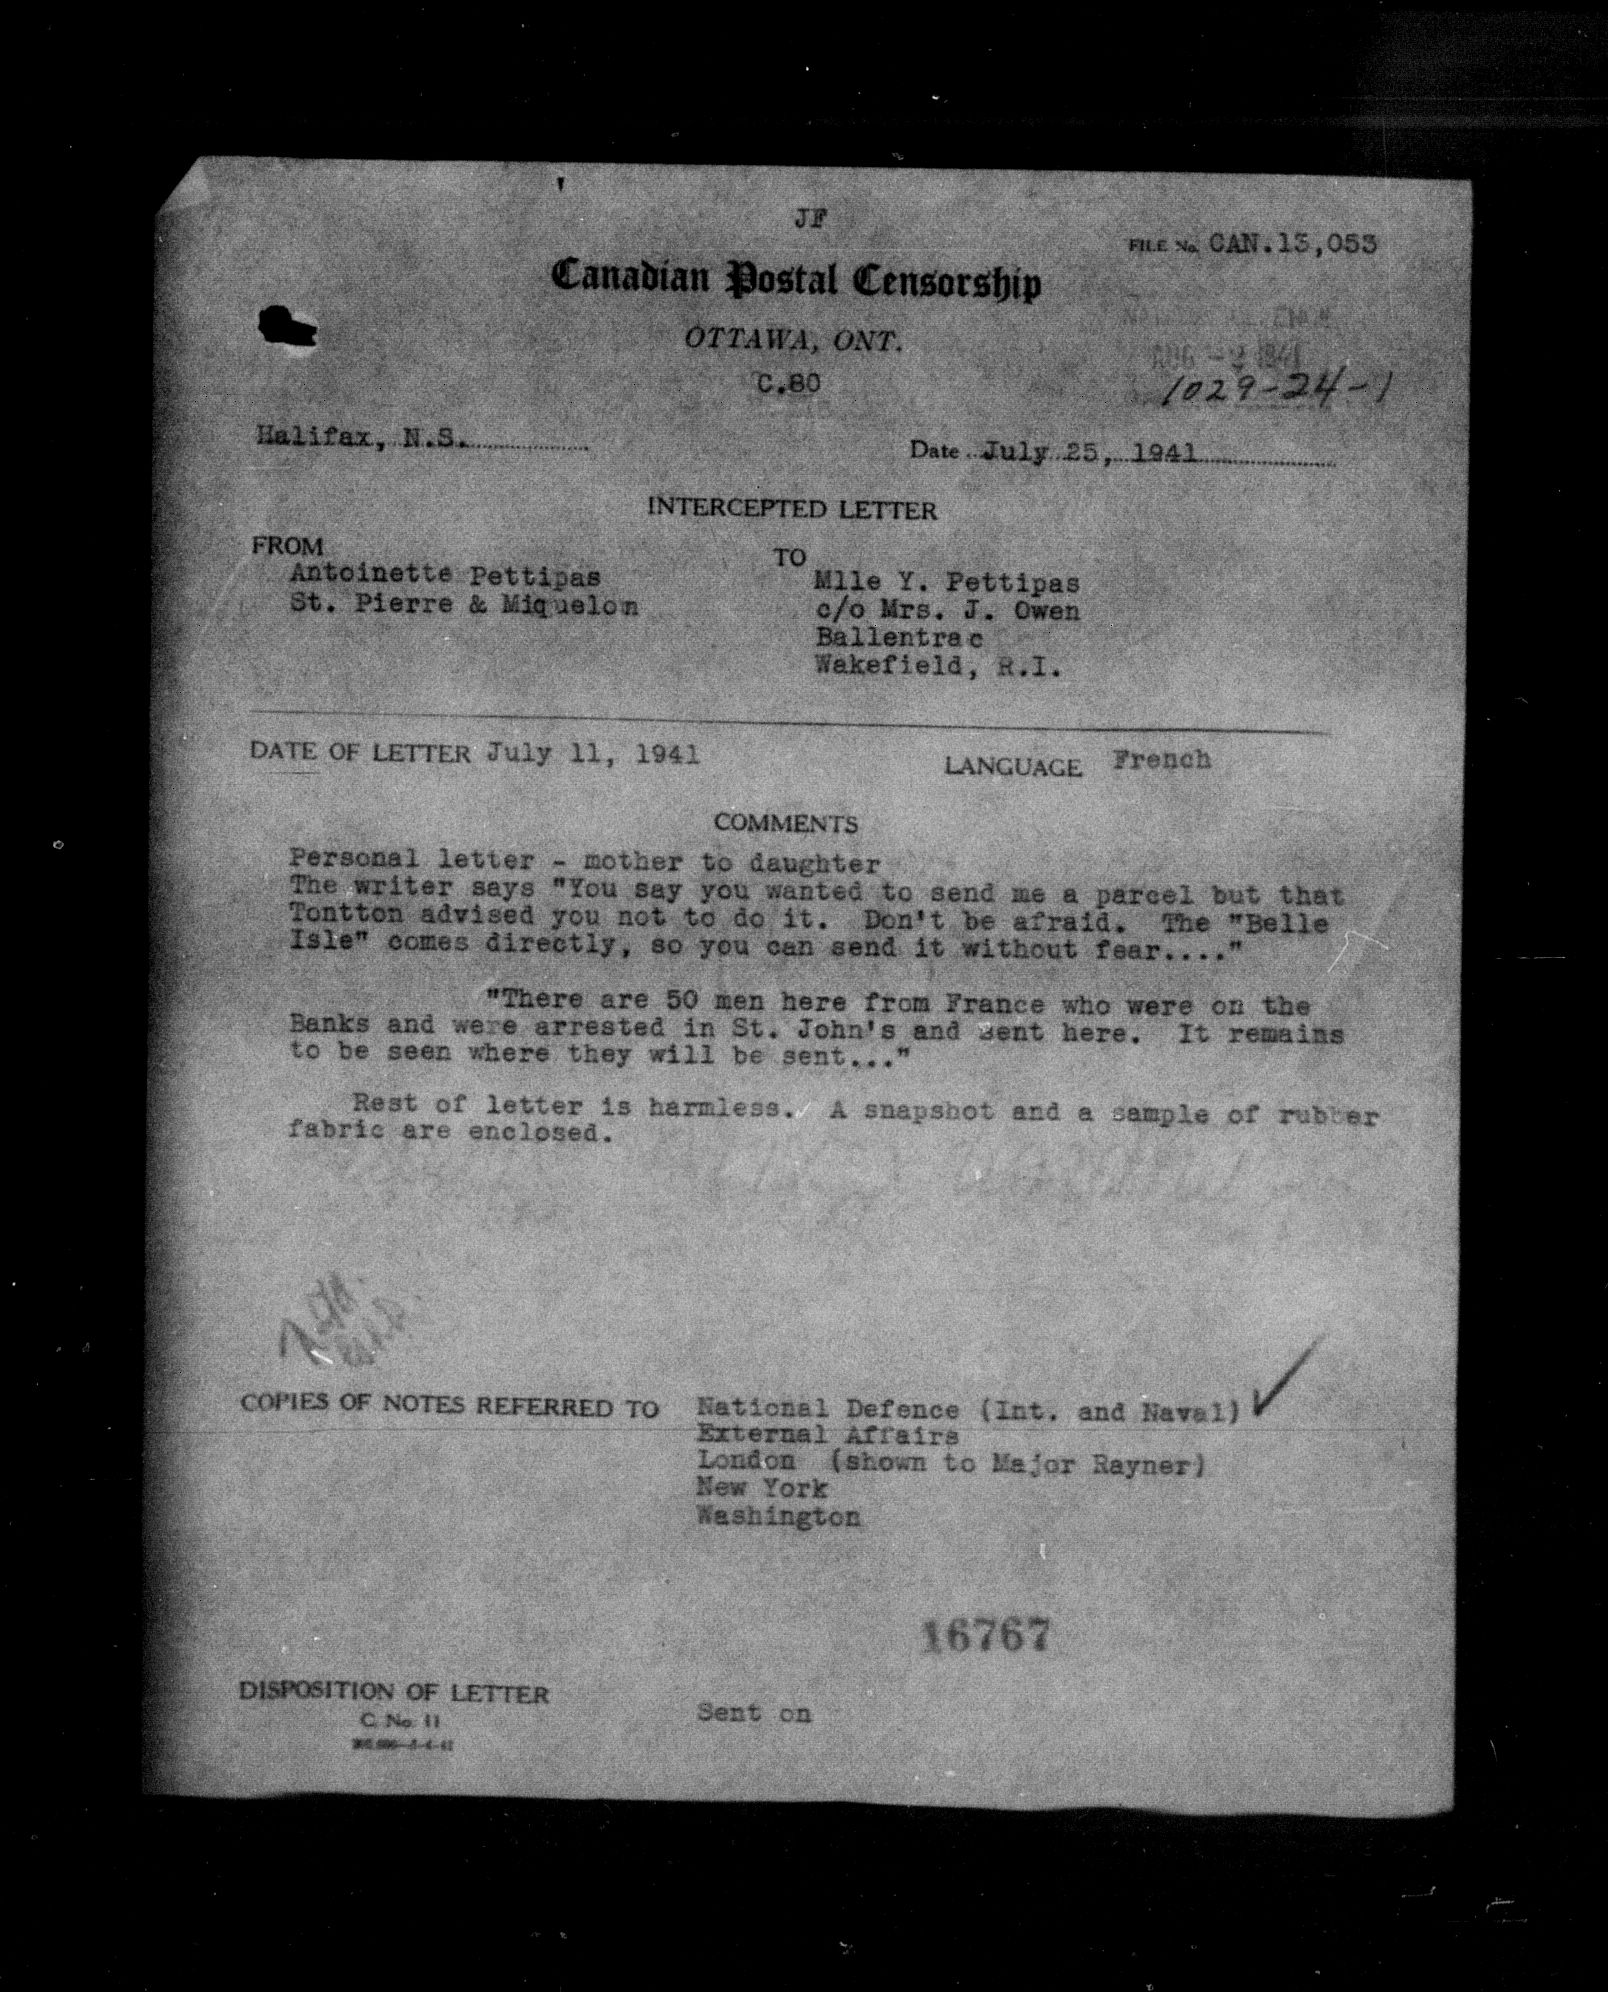 JF
FILE No. CAN.13,053
Canadian Postal Censorship
OTTAWA, ONT.
AUG 1941
C.80
1029-24-1
Halifax, N.S.
Date July 25, 1941
INTERCEPTED LETTER
FROM
TO
Antoinette Pettipas
St. Pierre & Miquelon
Mlle Y. Pettipas
c/o Mrs. J. Owen
Ballentrae
Wakefield, R.I.
DATE OF LETTER July 11, 1941
LANGUAGE French
COMMENTS
Personal letter - mother to daughter
The writer says "You say you wanted to send me a parcel but that
Tontton advised you not to do it. Don't be afraid. The "Belle
Isle" comes directly, so you can send it without fear...."
"There are 50 men here from France who were on the
Banks and were arrested in St. John's and sent here. It remains
to be seen where they will be sent..."
Rest of letter is harmless. A snapshot and a sample of rubber
fabric are enclosed.
COPIES OF NOTES REFERRED TO
National Defence (Int. and Naval) ✓
External Affairs
London (shown to Major Rayner)
New York
Washington
16767
DISPOSITION OF LETTER
Sent on
C. No. 11